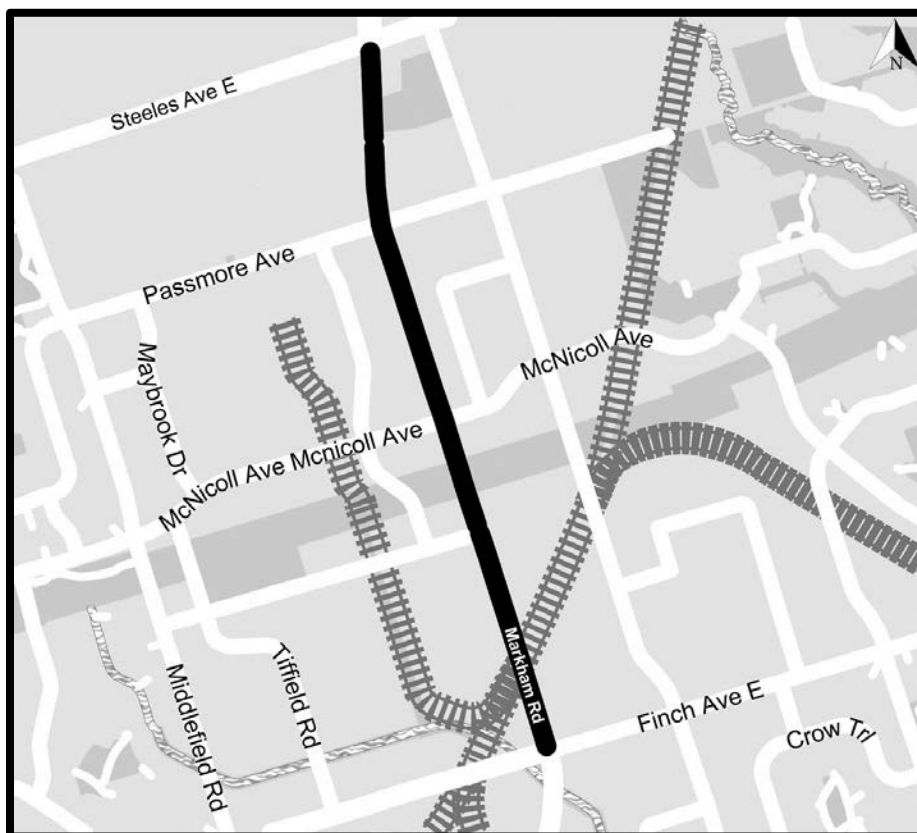 N
Steeles Ave E
Passmore Ave
McNicoll Ave
Maybrook Dr
McNicoll Ave Mcnicoll Ave
Markham Rd
Tiffield Rd
Middlefield Rd
Finch Ave E
Crow Trl